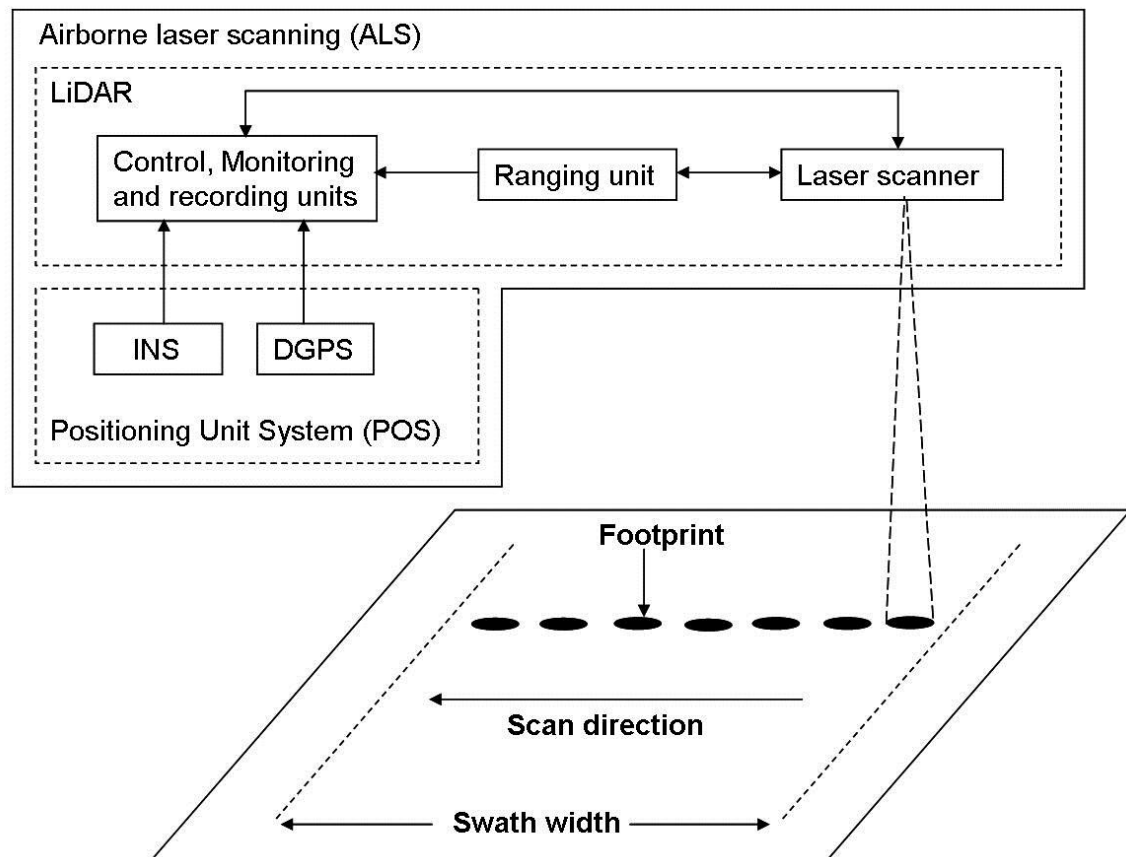 Airborne laser scanning (ALS)
LiDAR
Control, Monitoring
and recording units
Ranging unit
Laser scanner
INS
DGPS
Positioning Unit System (POS)
Footprint
Scan direction
Swath width